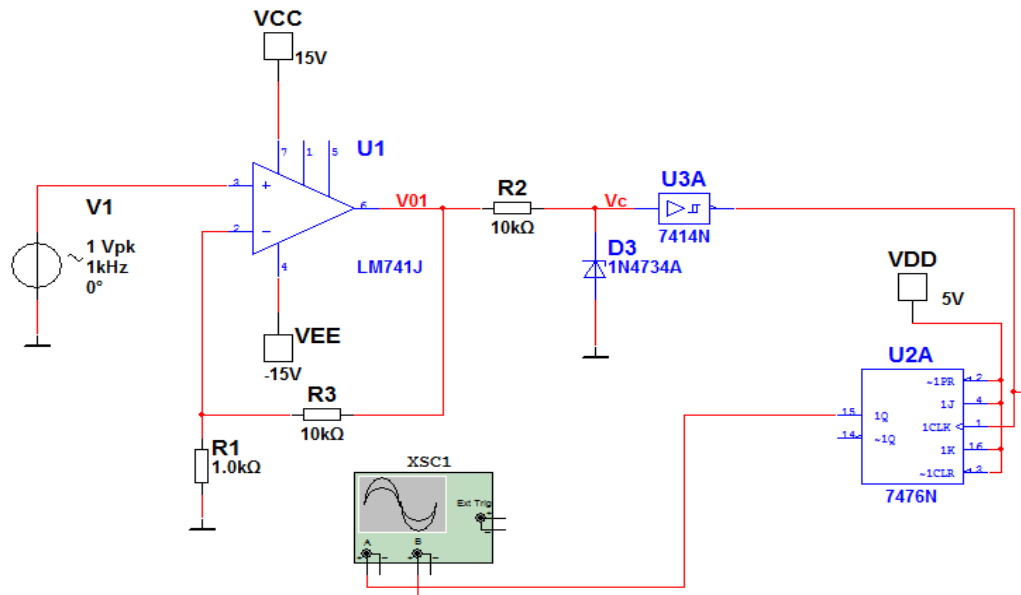 VCC
15V
U1
7
1
5
3
+
2
−
6
4
LM741J
V01
V1
1 Vpk
1kHz
0°
VEE
-15V
R2
10kΩ
Vc
U3A
7414N
D3
1N4734A
VDD
5V
U2A
~1PR
2
1J
4
15
1Q
1CLK
1
14
~1Q
1K
16
~1CLR
3
7476N
R3
10kΩ
R1
1.0kΩ
XSC1
Ext Trig
+
−
A
B
+
−
+
−